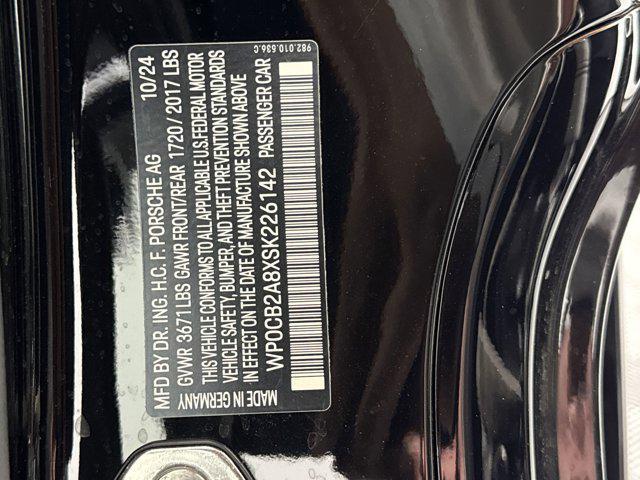 MFD BY DR. ING. H.C. F. PORSCHE AG 10/24
GVWR 3671 LBS GAWR FRONT/REAR 1720 / 2017 LBS
THIS VEHICLE CONFORMS TO ALL APPLICABLE U.S. FEDERAL MOTOR
VEHICLE SAFETY, BUMPER, AND THEFT PREVENTION STANDARDS
IN EFFECT ON THE DATE OF MANUFACTURE SHOWN ABOVE
WP0CB2A8XSK226142 PASSENGER CAR
MADE IN GERMANY 982.010.536.C